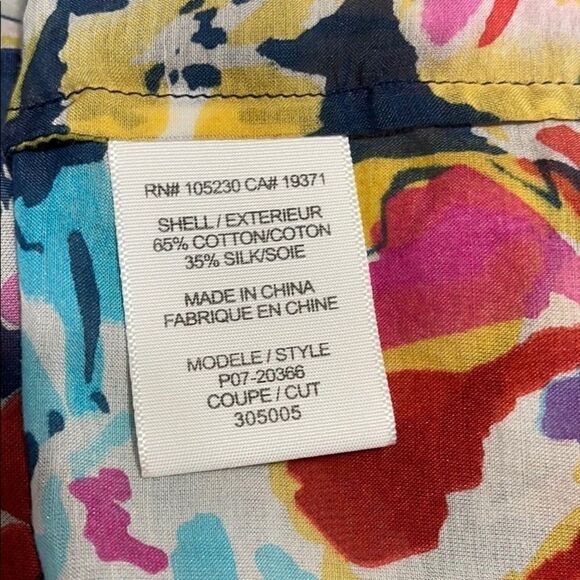 RN# 105230 CA# 19371
SHELL / EXTERIEUR
65% COTTON/COTON
35% SILK/SOIE
MADE IN CHINA
FABRIQUE EN CHINE
MODELE / STYLE
P07-20366
COUPE / CUT
305005